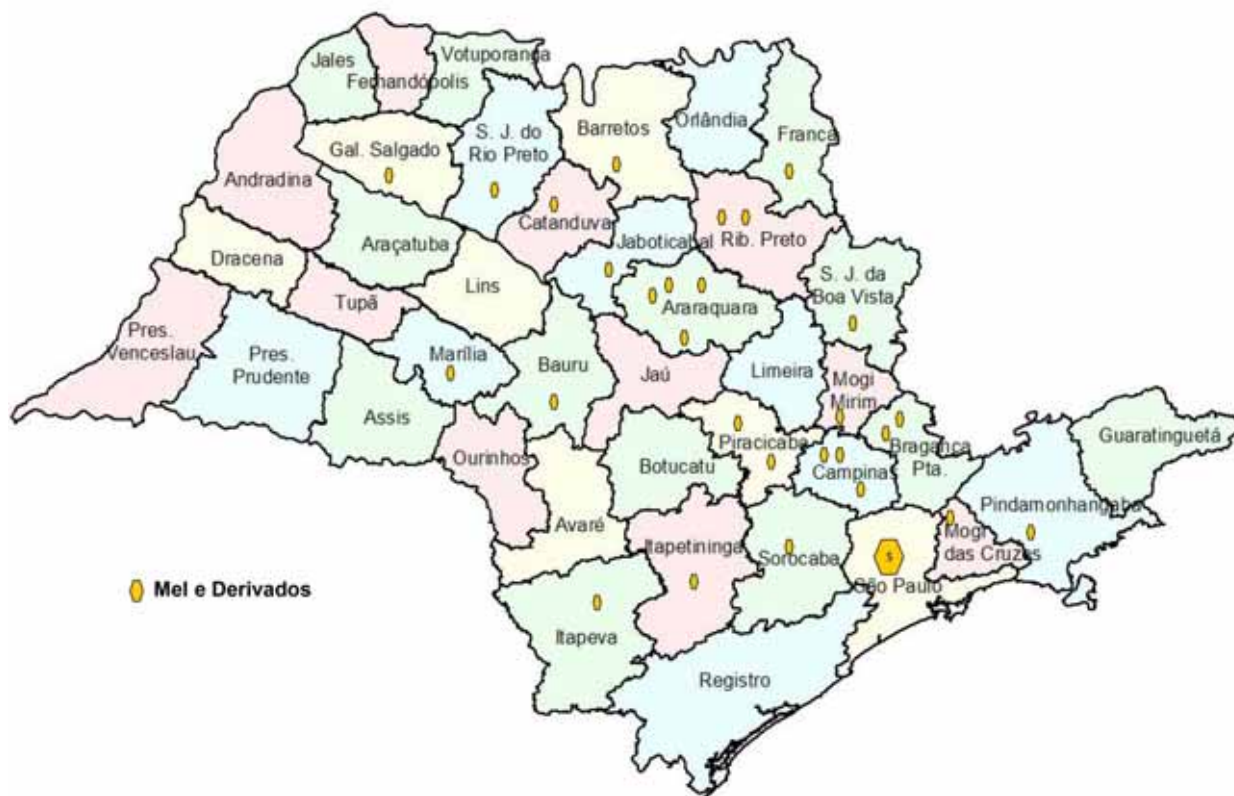 Jales
Fernandópolis
Votuporanga
Gal. Salgado
S. J. do
Rio Preto
Barretos
Orlândia
Franca
Andradina
Araçatuba
Catanduva
Jaboticabal
Rib. Preto
Dracena
Lins
Araraquara
S. J. da
Boa Vista
Tupã
Pres.
Venceslau
Pres.
Prudente
Marília
Bauru
Jaú
Limeira
Mogi
Mirim
Assis
Ourinhos
Botucatu
Piracicaba
Campinas
Bragança
Pta.
Guaratinguetá
Pindamonhangaba
Avaré
Itapetininga
Sorocaba
Mogi
das Cruzes
São Paulo
Mel e Derivados
Itapeva
Registro